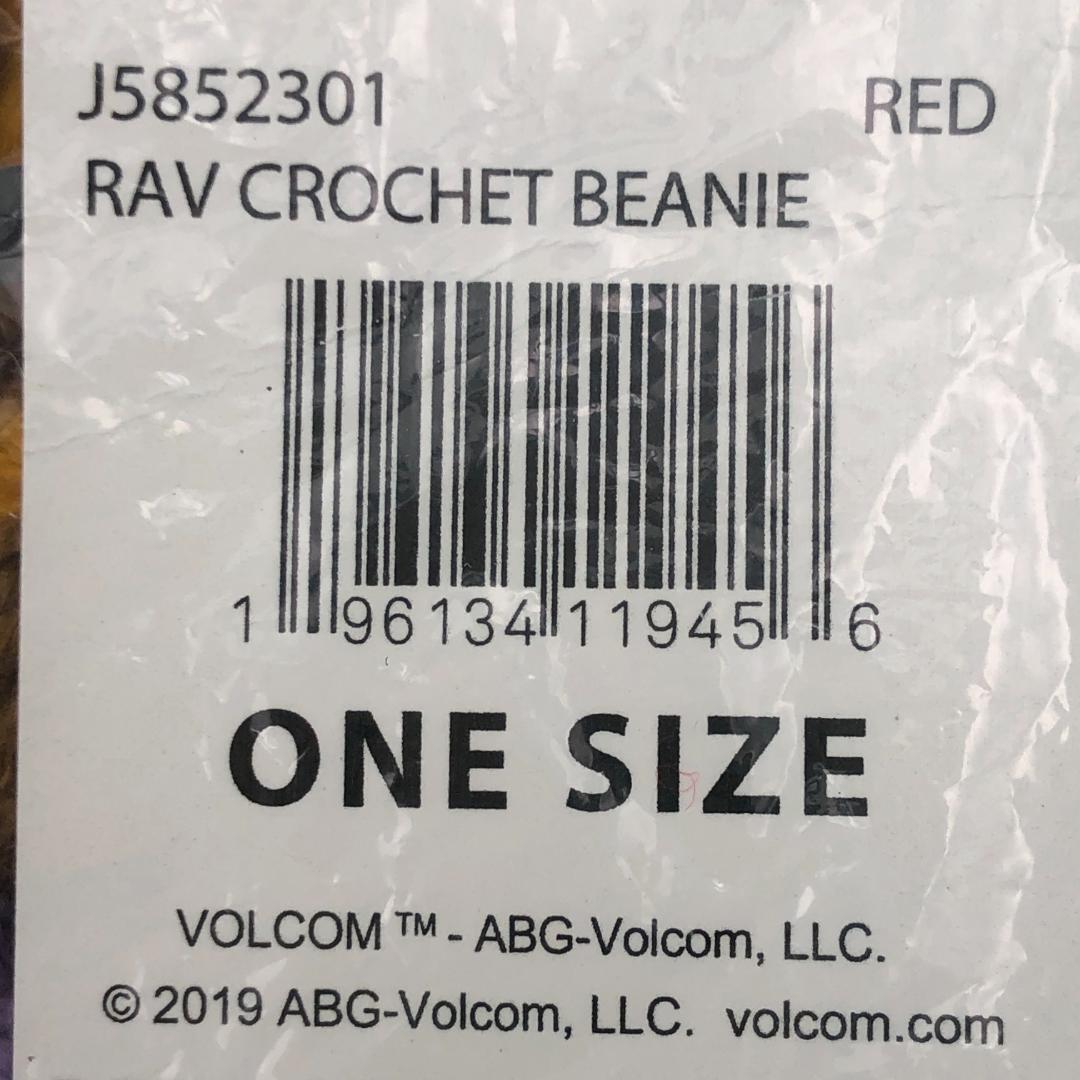 J5852301 RED
RAV CROCHET BEANIE
1 96134 11945 6
ONE SIZE
VOLCOM ™ - ABG-Volcom, LLC.
© 2019 ABG-Volcom, LLC. volcom.com